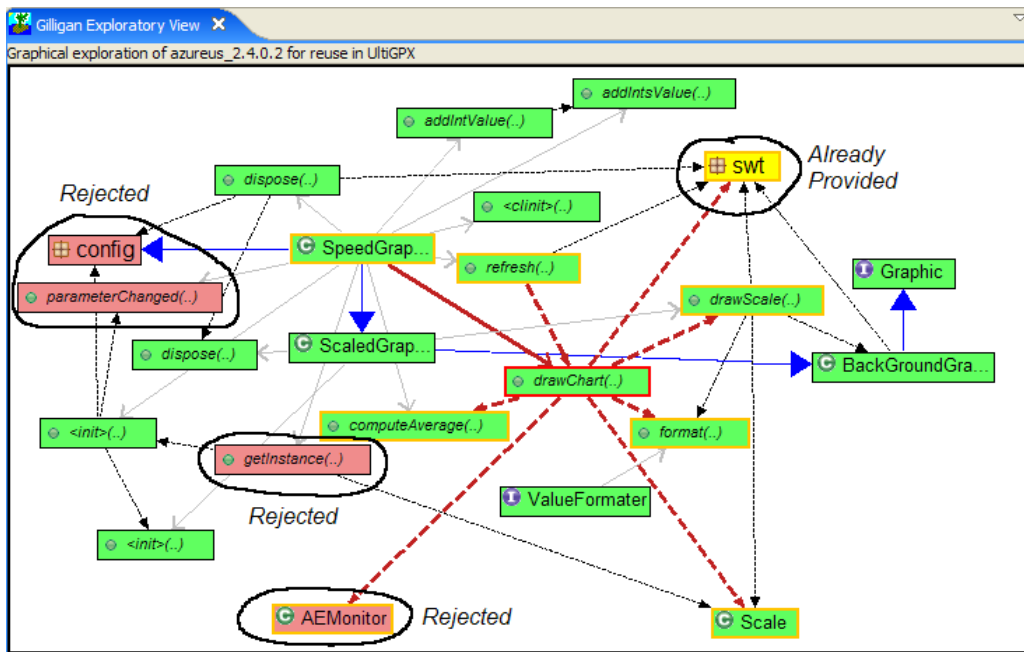 Gilligan Exploratory View
Graphical exploration of azureus_2.4.0.2 for reuse in UltiGPX
addIntsValue(..)
addIntValue(..)
Already
Provided
swt
dispose(..)
Rejected
<clinit>(..)
config
SpeedGrap...
refresh(..)
Graphic
parameterChanged(..)
drawScale(..)
dispose(..)
ScaledGrap...
BackGroundGra...
drawChart(..)
<init>(..)
computeAverage(..)
format(..)
getInstance(..)
ValueFormater
Rejected
<init>(..)
AEMonitor
Rejected
Scale